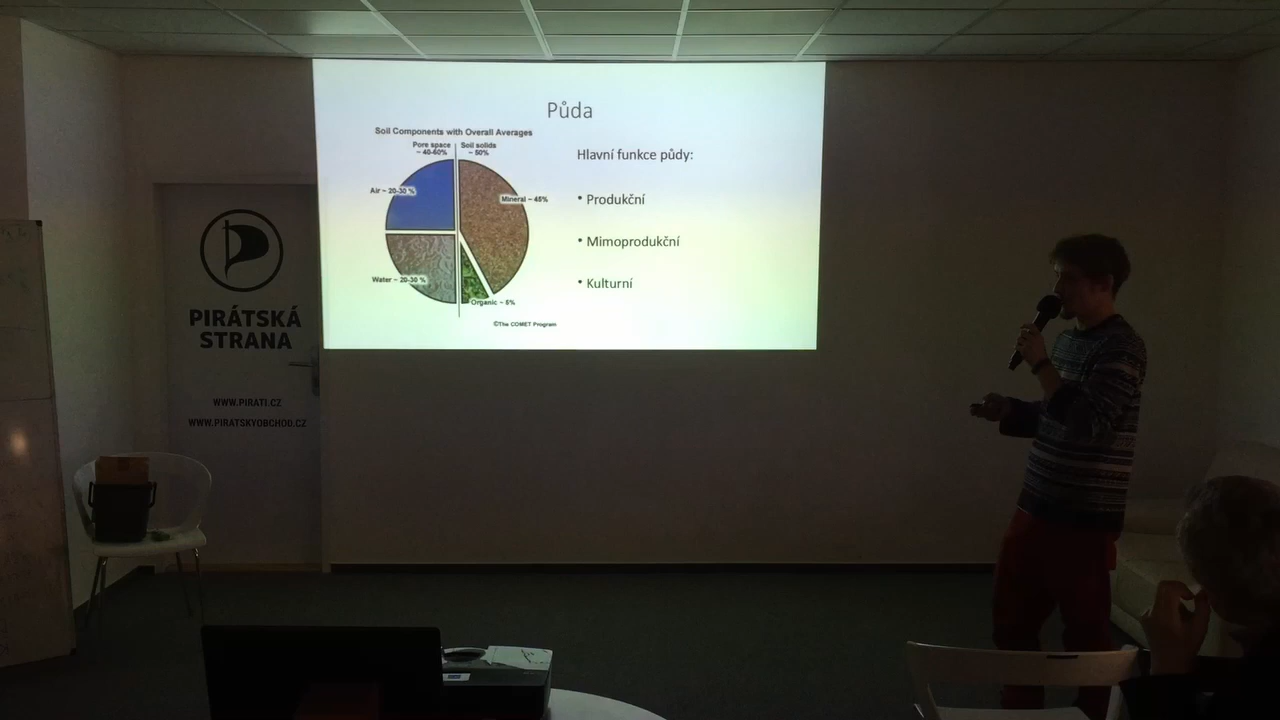 Půda
Soil Components with Overall Averages
Pore space
~ 40-60%
Soil solids
~ 50%
Air ~ 20-30 %
Mineral ~ 45%
Water ~ 20-30 %
Organic ~ 5%
©The COMET Program
Hlavní funkce půdy:
• Produkční
• Mimoprodukční
• Kulturní
PIRÁTSKÁ
STRANA
WWW.PIRATI.CZ
WWW.PIRATSKYOBCHOD.CZ